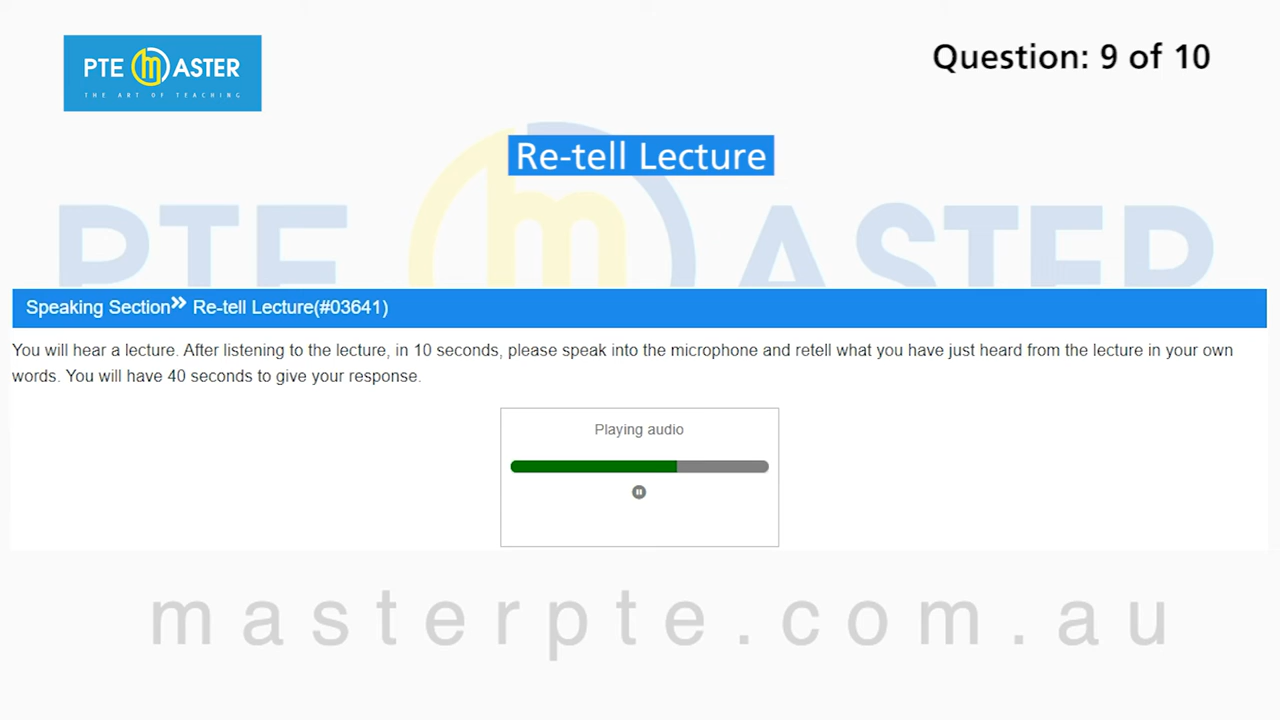 PTE MASTER
THE ART OF TEACHING
Question: 9 of 10
Re-tell Lecture
PTE m ASTER
Speaking Section» Re-tell Lecture(#03641)
You will hear a lecture. After listening to the lecture, in 10 seconds, please speak into the microphone and retell what you have just heard from the lecture in your own
words. You will have 40 seconds to give your response.
Playing audio
masterpte.com.au